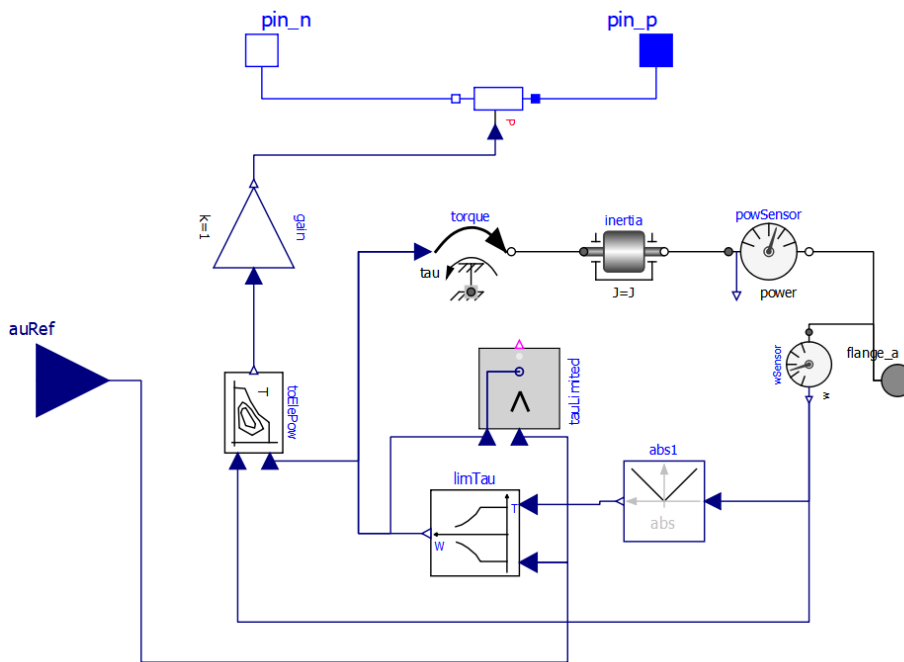 pin_n
pin_p
P
k=1
gain
torque
tau
inertia
J=J
powSensor
power
auRef
toElePow
T
tauLimited
<
wSensor
w
flange_a
limTau
T
W
abs1
abs